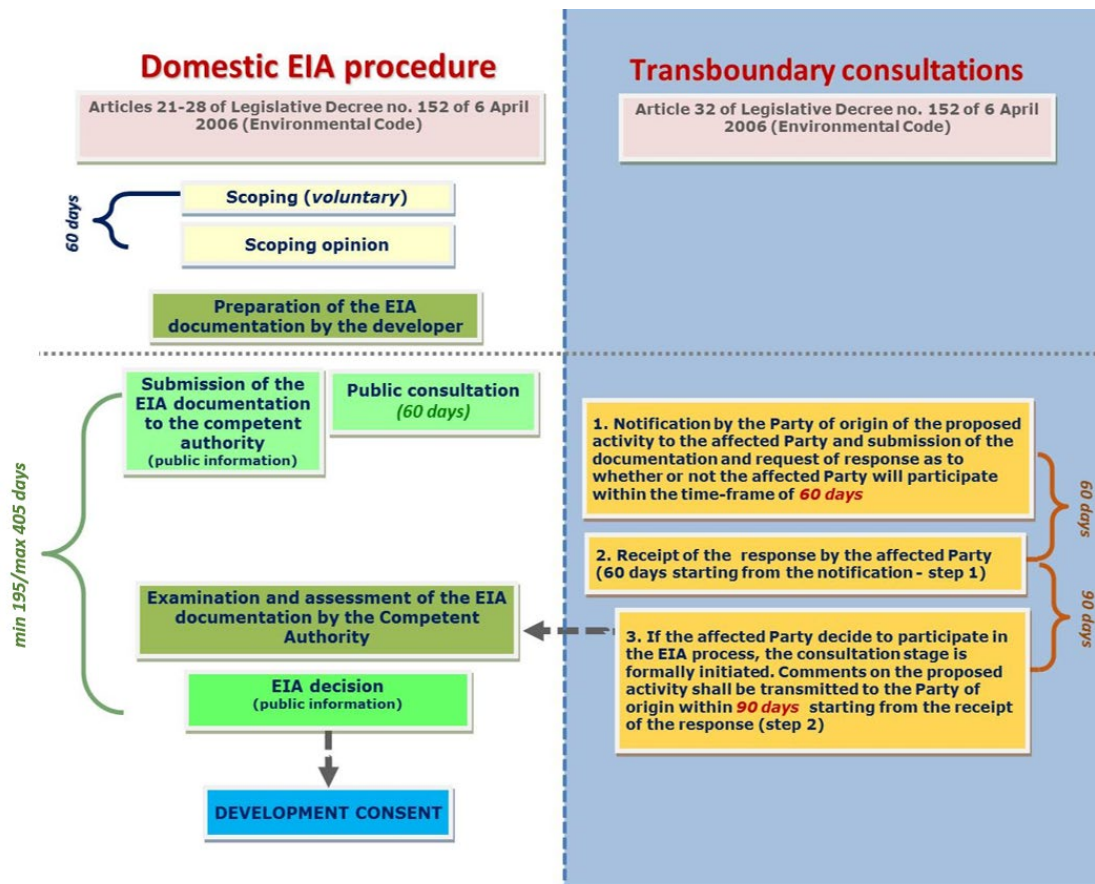 Domestic EIA procedure
Articles 21-28 of Legislative Decree no. 152 of 6 April
2006 (Environmental Code)
60 days
Scoping (voluntary)
Scoping opinion
Preparation of the EIA
documentation by the developer
min 195/max 405 days
Submission of the
EIA documentation
to the competent
authority
(public information)
Public consultation
(60 days)
Examination and assessment of the EIA
documentation by the Competent
Authority
EIA decision
(public information)
DEVELOPMENT CONSENT
Transboundary consultations
Article 32 of Legislative Decree no. 152 of 6 April
2006 (Environmental Code)
1. Notification by the Party of origin of the proposed
activity to the affected Party and submission of the
documentation and request of response as to
whether or not the affected Party will participate
within the time-frame of 60 days
60 days
2. Receipt of the response by the affected Party
(60 days starting from the notification - step 1)
90 days
3. If the affected Party decide to participate in
the EIA process, the consultation stage is
formally initiated. Comments on the proposed
activity shall be transmitted to the Party of
origin within 90 days starting from the receipt
of the response (step 2)